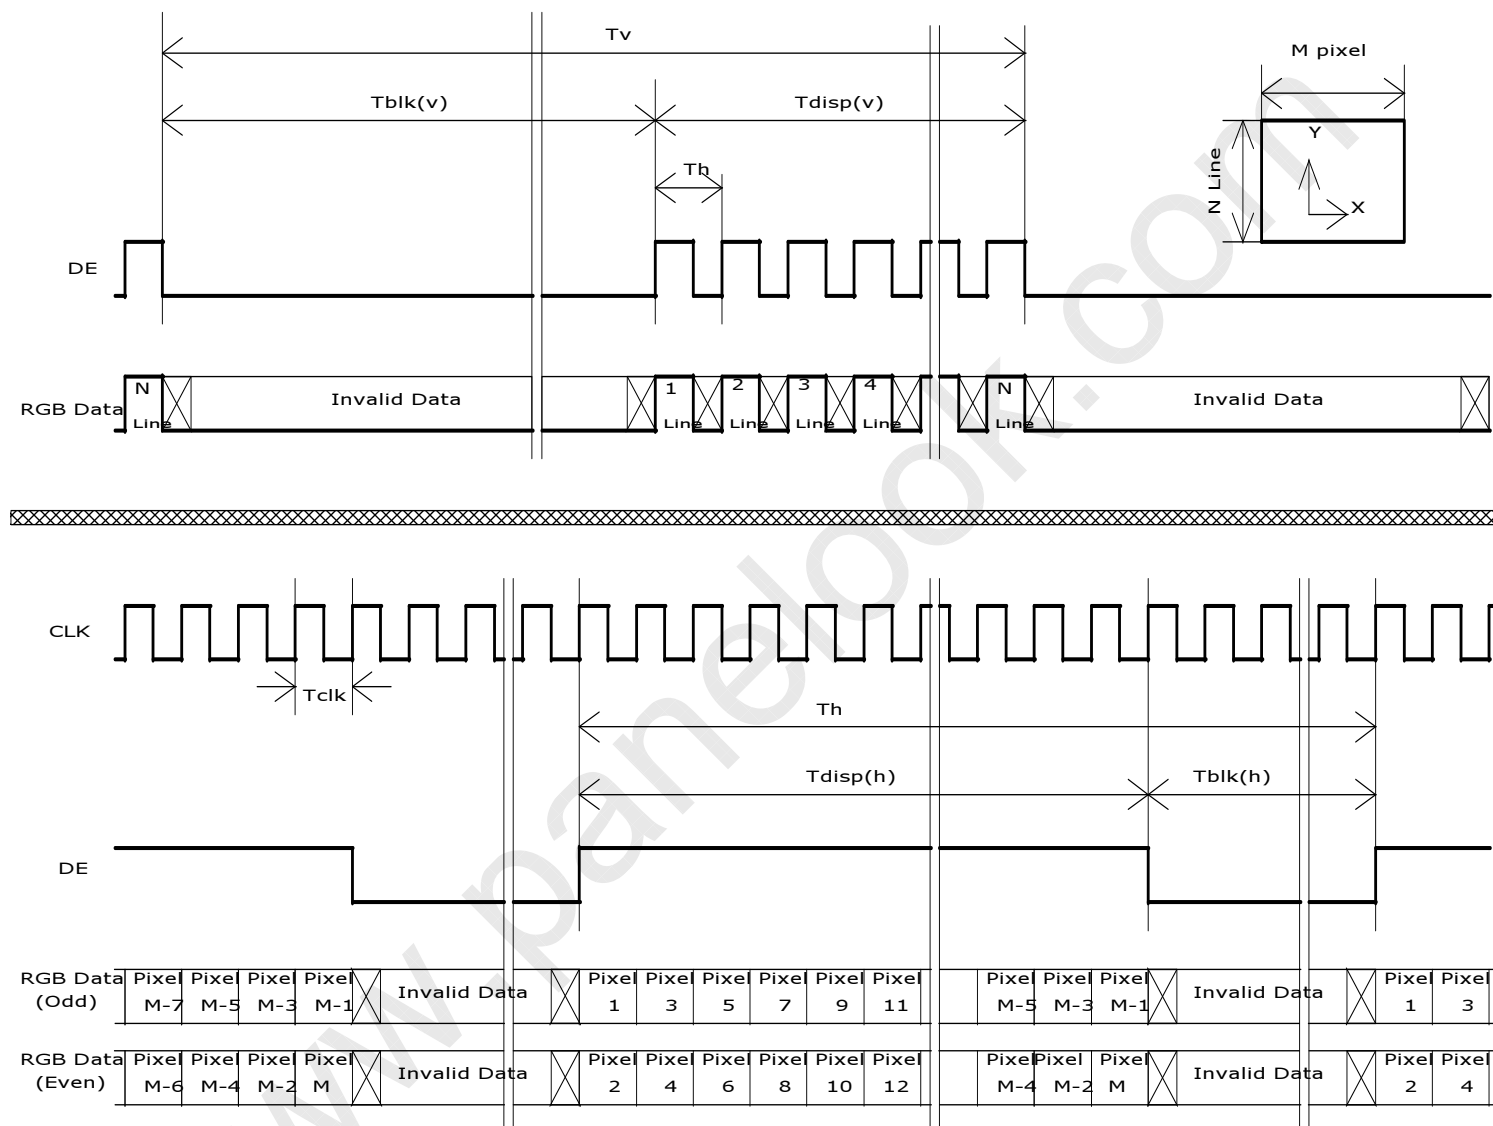 Tv
M pixel
Tblk(v) Tdisp(v)
Y
N Line
Th
X
DE
N 1 2 3 4 N
Invalid Data Invalid Data
RGB Data
Line Line Line Line Line Line
CLK
Tclk
Th
Tdisp(h) Tblk(h)
DE
RGB Data Pixel Pixel Pixel Pixel Pixel Pixel Pixel Pixel Pixel Pixel Pixel Pixel Pixel Pixel Pixel
Invalid Data Invalid Data
(Odd) M-7 M-5 M-3 M-1 1 3 5 7 9 11 M-5 M-3 M-1 1 3
RGB Data Pixel Pixel Pixel Pixel Pixel Pixel Pixel Pixel Pixel Pixel Pixel Pixel Pixel Pixel Pixel
Invalid Data Invalid Data
(Even) M-6 M-4 M-2 M 2 4 6 8 10 12 M-4 M-2 M 2 4
www.panelook.com